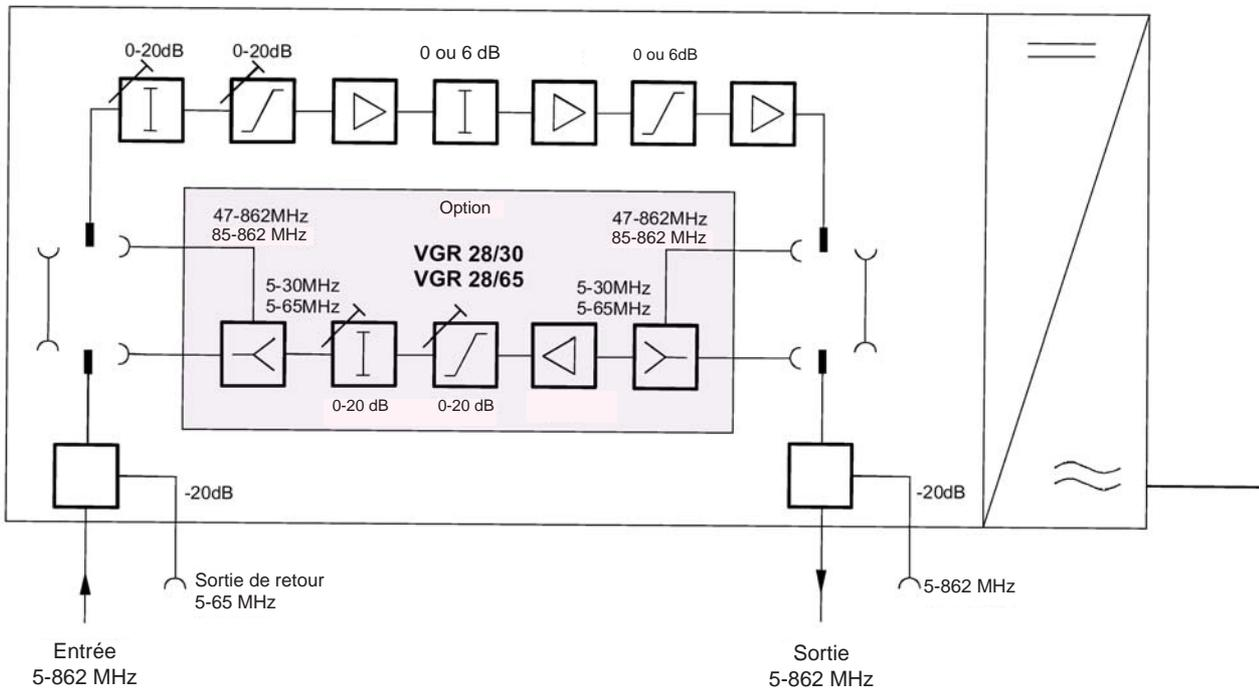 0-20dB
0-20dB
0 ou 6 dB
0 ou 6dB
Option
47-862MHz
85-862 MHz
47-862MHz
85-862 MHz
VGR 28/30
VGR 28/65
5-30MHz
5-65MHz
5-30MHz
5-65MHz
0-20 dB
0-20 dB
-20dB
-20dB
Sortie de retour
5-65 MHz
5-862 MHz
Entrée
5-862 MHz
Sortie
5-862 MHz